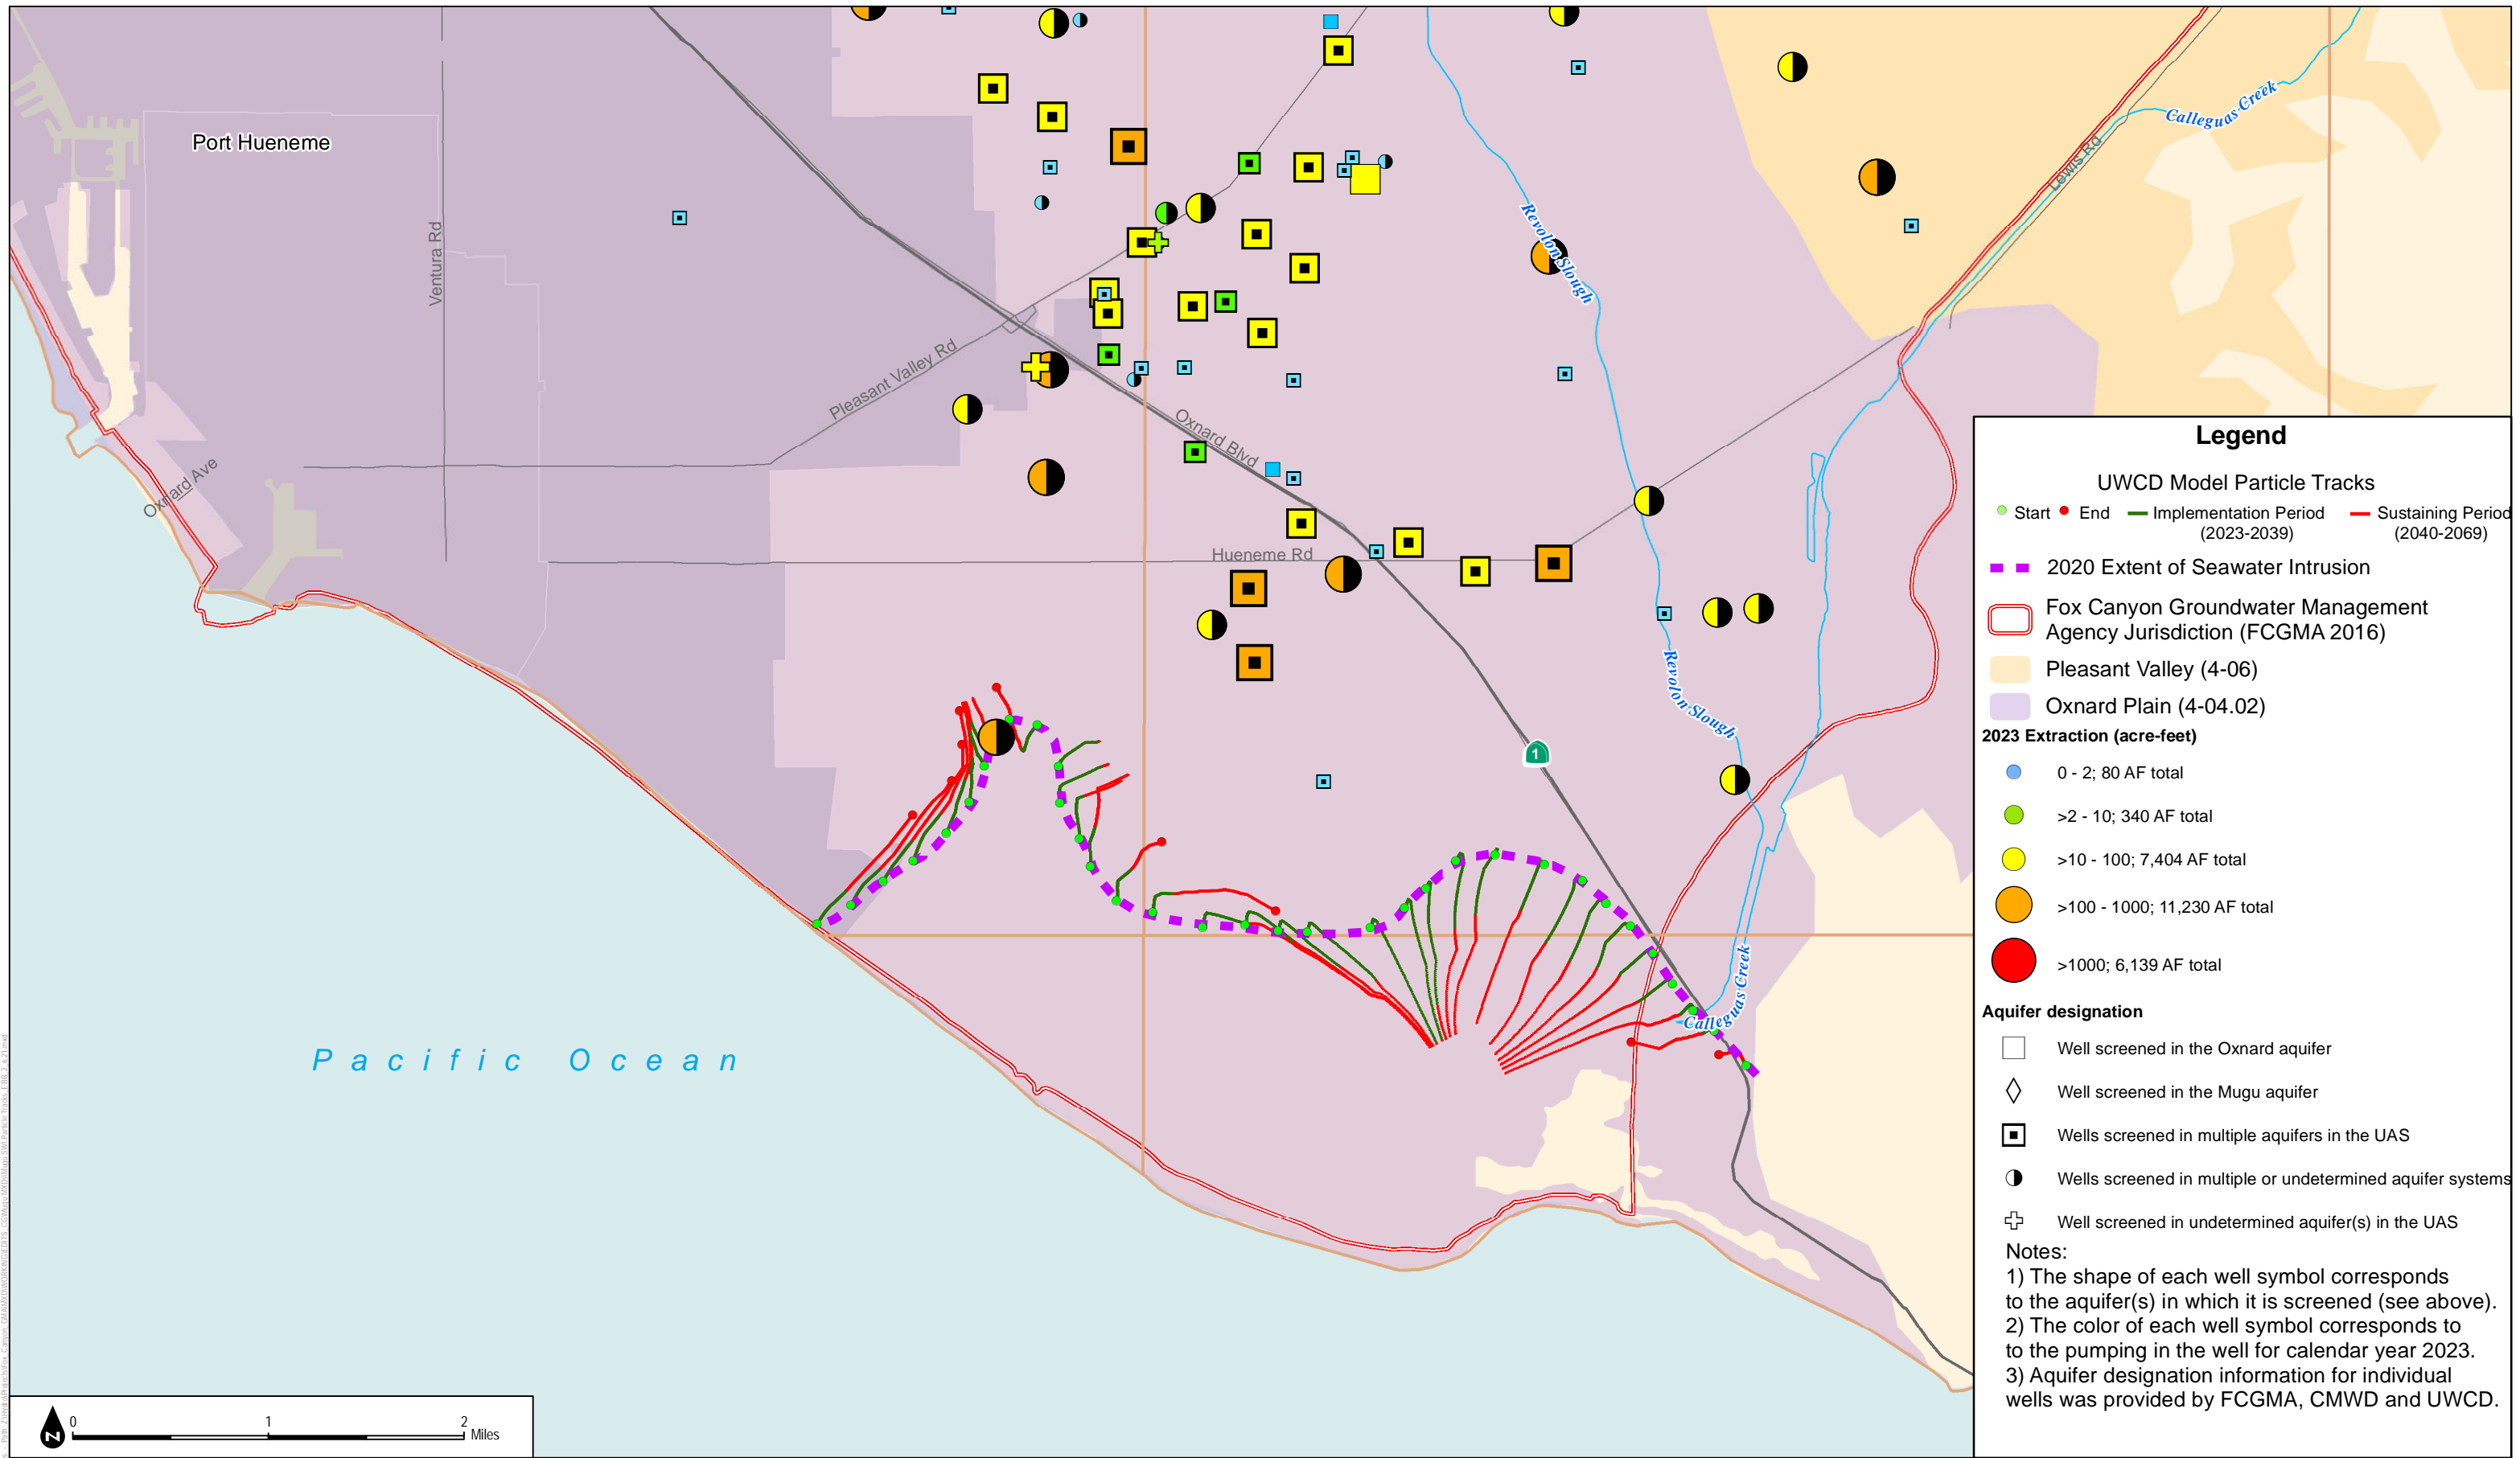 Port Hueneme
Ventura Rd
Oxnard Ave
Pleasant Valley Rd
Oxnard Blvd
Hueneme Rd
Revolon Slough
Revolon Slough
Lewis Rd
Calleguas Creek
Calleguas Creek
1
Pacific Ocean
N
0 1 2
Miles
Legend
UWCD Model Particle Tracks
Start End Implementation Period Sustaining Period
(2023-2039) (2040-2069)
2020 Extent of Seawater Intrusion
Fox Canyon Groundwater Management
Agency Jurisdiction (FCGMA 2016)
Pleasant Valley (4-06)
Oxnard Plain (4-04.02)
2023 Extraction (acre-feet)
0 - 2; 80 AF total
>2 - 10; 340 AF total
>10 - 100; 7,404 AF total
>100 - 1000; 11,230 AF total
>1000; 6,139 AF total
Aquifer designation
Well screened in the Oxnard aquifer
Well screened in the Mugu aquifer
Wells screened in multiple aquifers in the UAS
Wells screened in multiple or undetermined aquifer systems
Well screened in undetermined aquifer(s) in the UAS
Notes:
1) The shape of each well symbol corresponds
to the aquifer(s) in which it is screened (see above).
2) The color of each well symbol corresponds to
to the pumping in the well for calendar year 2023.
3) Aquifer designation information for individual
wells was provided by FCGMA, CMWD and UWCD.